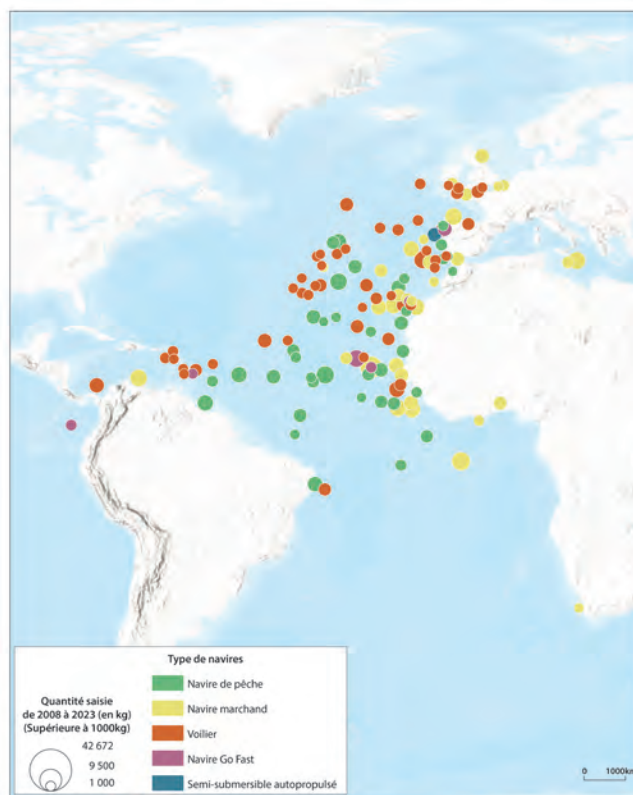 Type de navires
Quantité saisie
de 2008 à 2023 (en kg)
(Supérieure à 1000kg)
42 672
9 500
1 000
Navire de pêche
Navire marchand
Voilier
Navire Go Fast
Semi-submersible autopropulsé
0 1000km